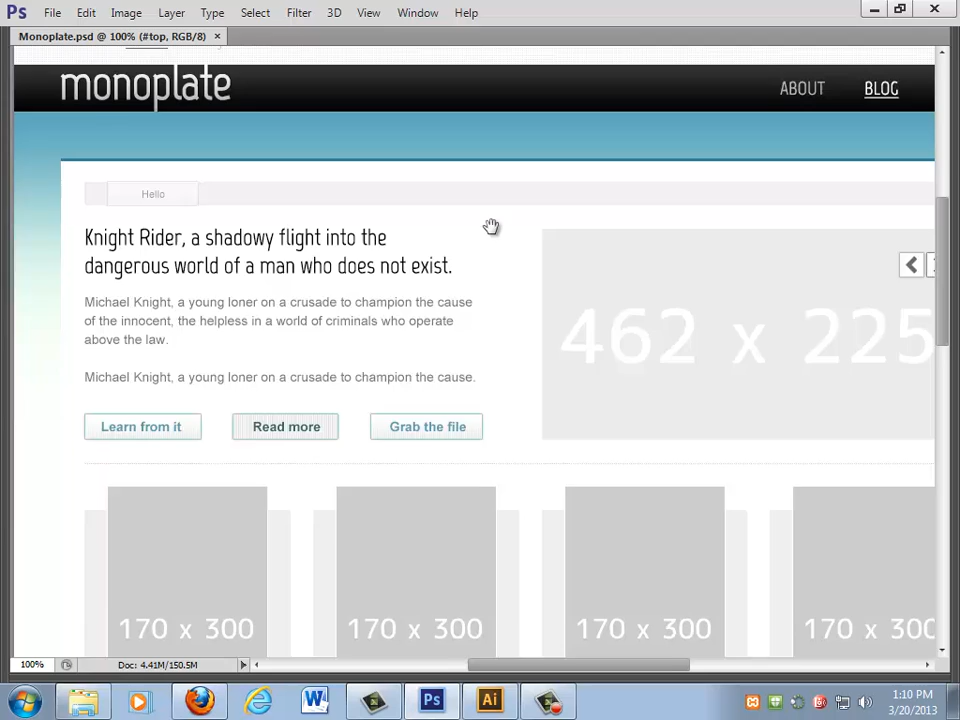 Ps File Edit Image Layer Type Select Filter 3D View Window Help
Monoplate.psd @ 100% (#top, RGB/8) ×
monoplate
ABOUT BLOG
Hello
Knight Rider, a shadowy flight into the
dangerous world of a man who does not exist.
Michael Knight, a young loner on a crusade to champion the cause
of the innocent, the helpless in a world of criminals who operate
above the law.
Michael Knight, a young loner on a crusade to champion the cause.
462 x 225
Learn from it Read more Grab the file
170 x 300 170 x 300 170 x 300 170 x 300
100% Doc: 4.41M/150.5M
W Ps Ai
1:10 PM
3/20/2013